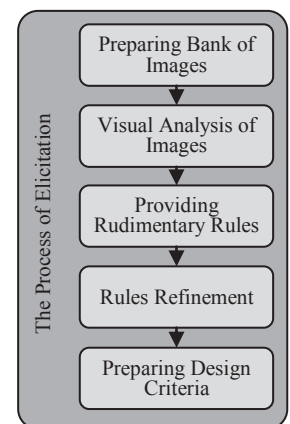 The Process of Elicitation
Preparing Bank of
Images
Visual Analysis of
Images
Providing
Rudimentary Rules
Rules Refinement
Preparing Design
Criteria